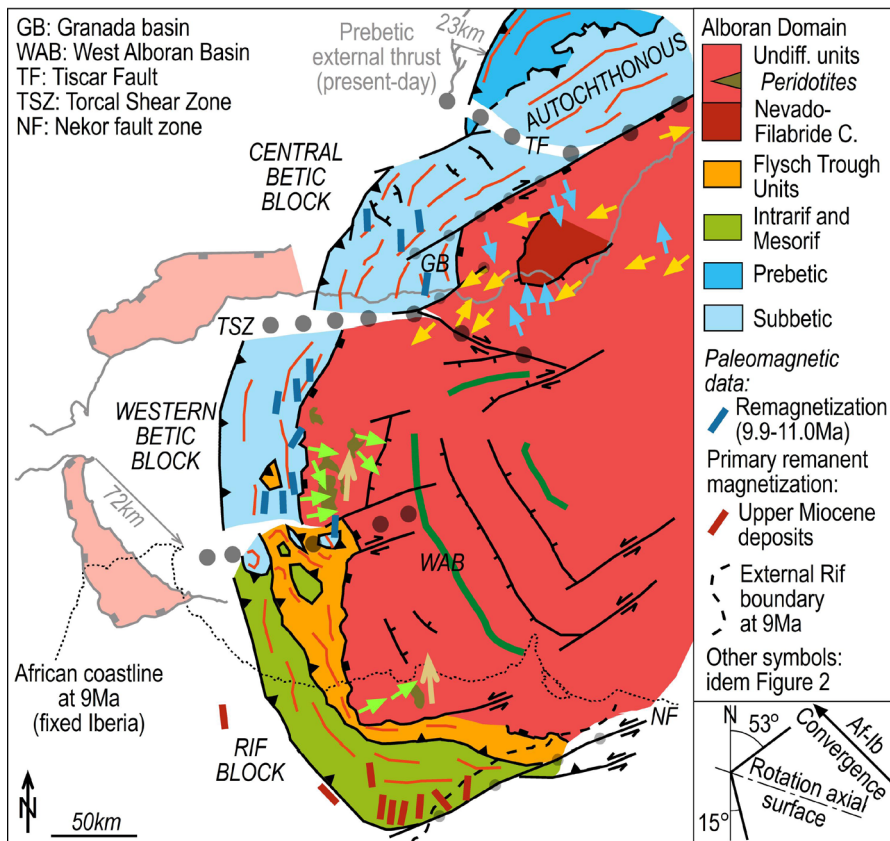 GB: Granada basin
WAB: West Alboran Basin
TF: Tiscar Fault
TSZ: Torcal Shear Zone
NF: Nekor fault zone
Prebetic
external thrust
(present-day)
23km
AUTOCHTHONOUS
TF
CENTRAL
BETIC
BLOCK
GB
TSZ
WESTERN
BETIC
BLOCK
72km
WAB
African coastline
at 9Ma
(fixed Iberia)
RIF
BLOCK
NF
N
50km
Alboran Domain
Undiff. units
Peridotites
Nevado-
Filabride C.
Flysch Trough
Units
Intrarif and
Mesorif
Prebetic
Subbetic
Paleomagnetic
data:
Remagnetization
(9.9-11.0Ma)
Primary remanent
magnetization:
Upper Miocene
deposits
External Rif
boundary
at 9Ma
Other symbols:
idem Figure 2
N
53º
Af-Ib
Convergence
Rotation axial
surface
15º